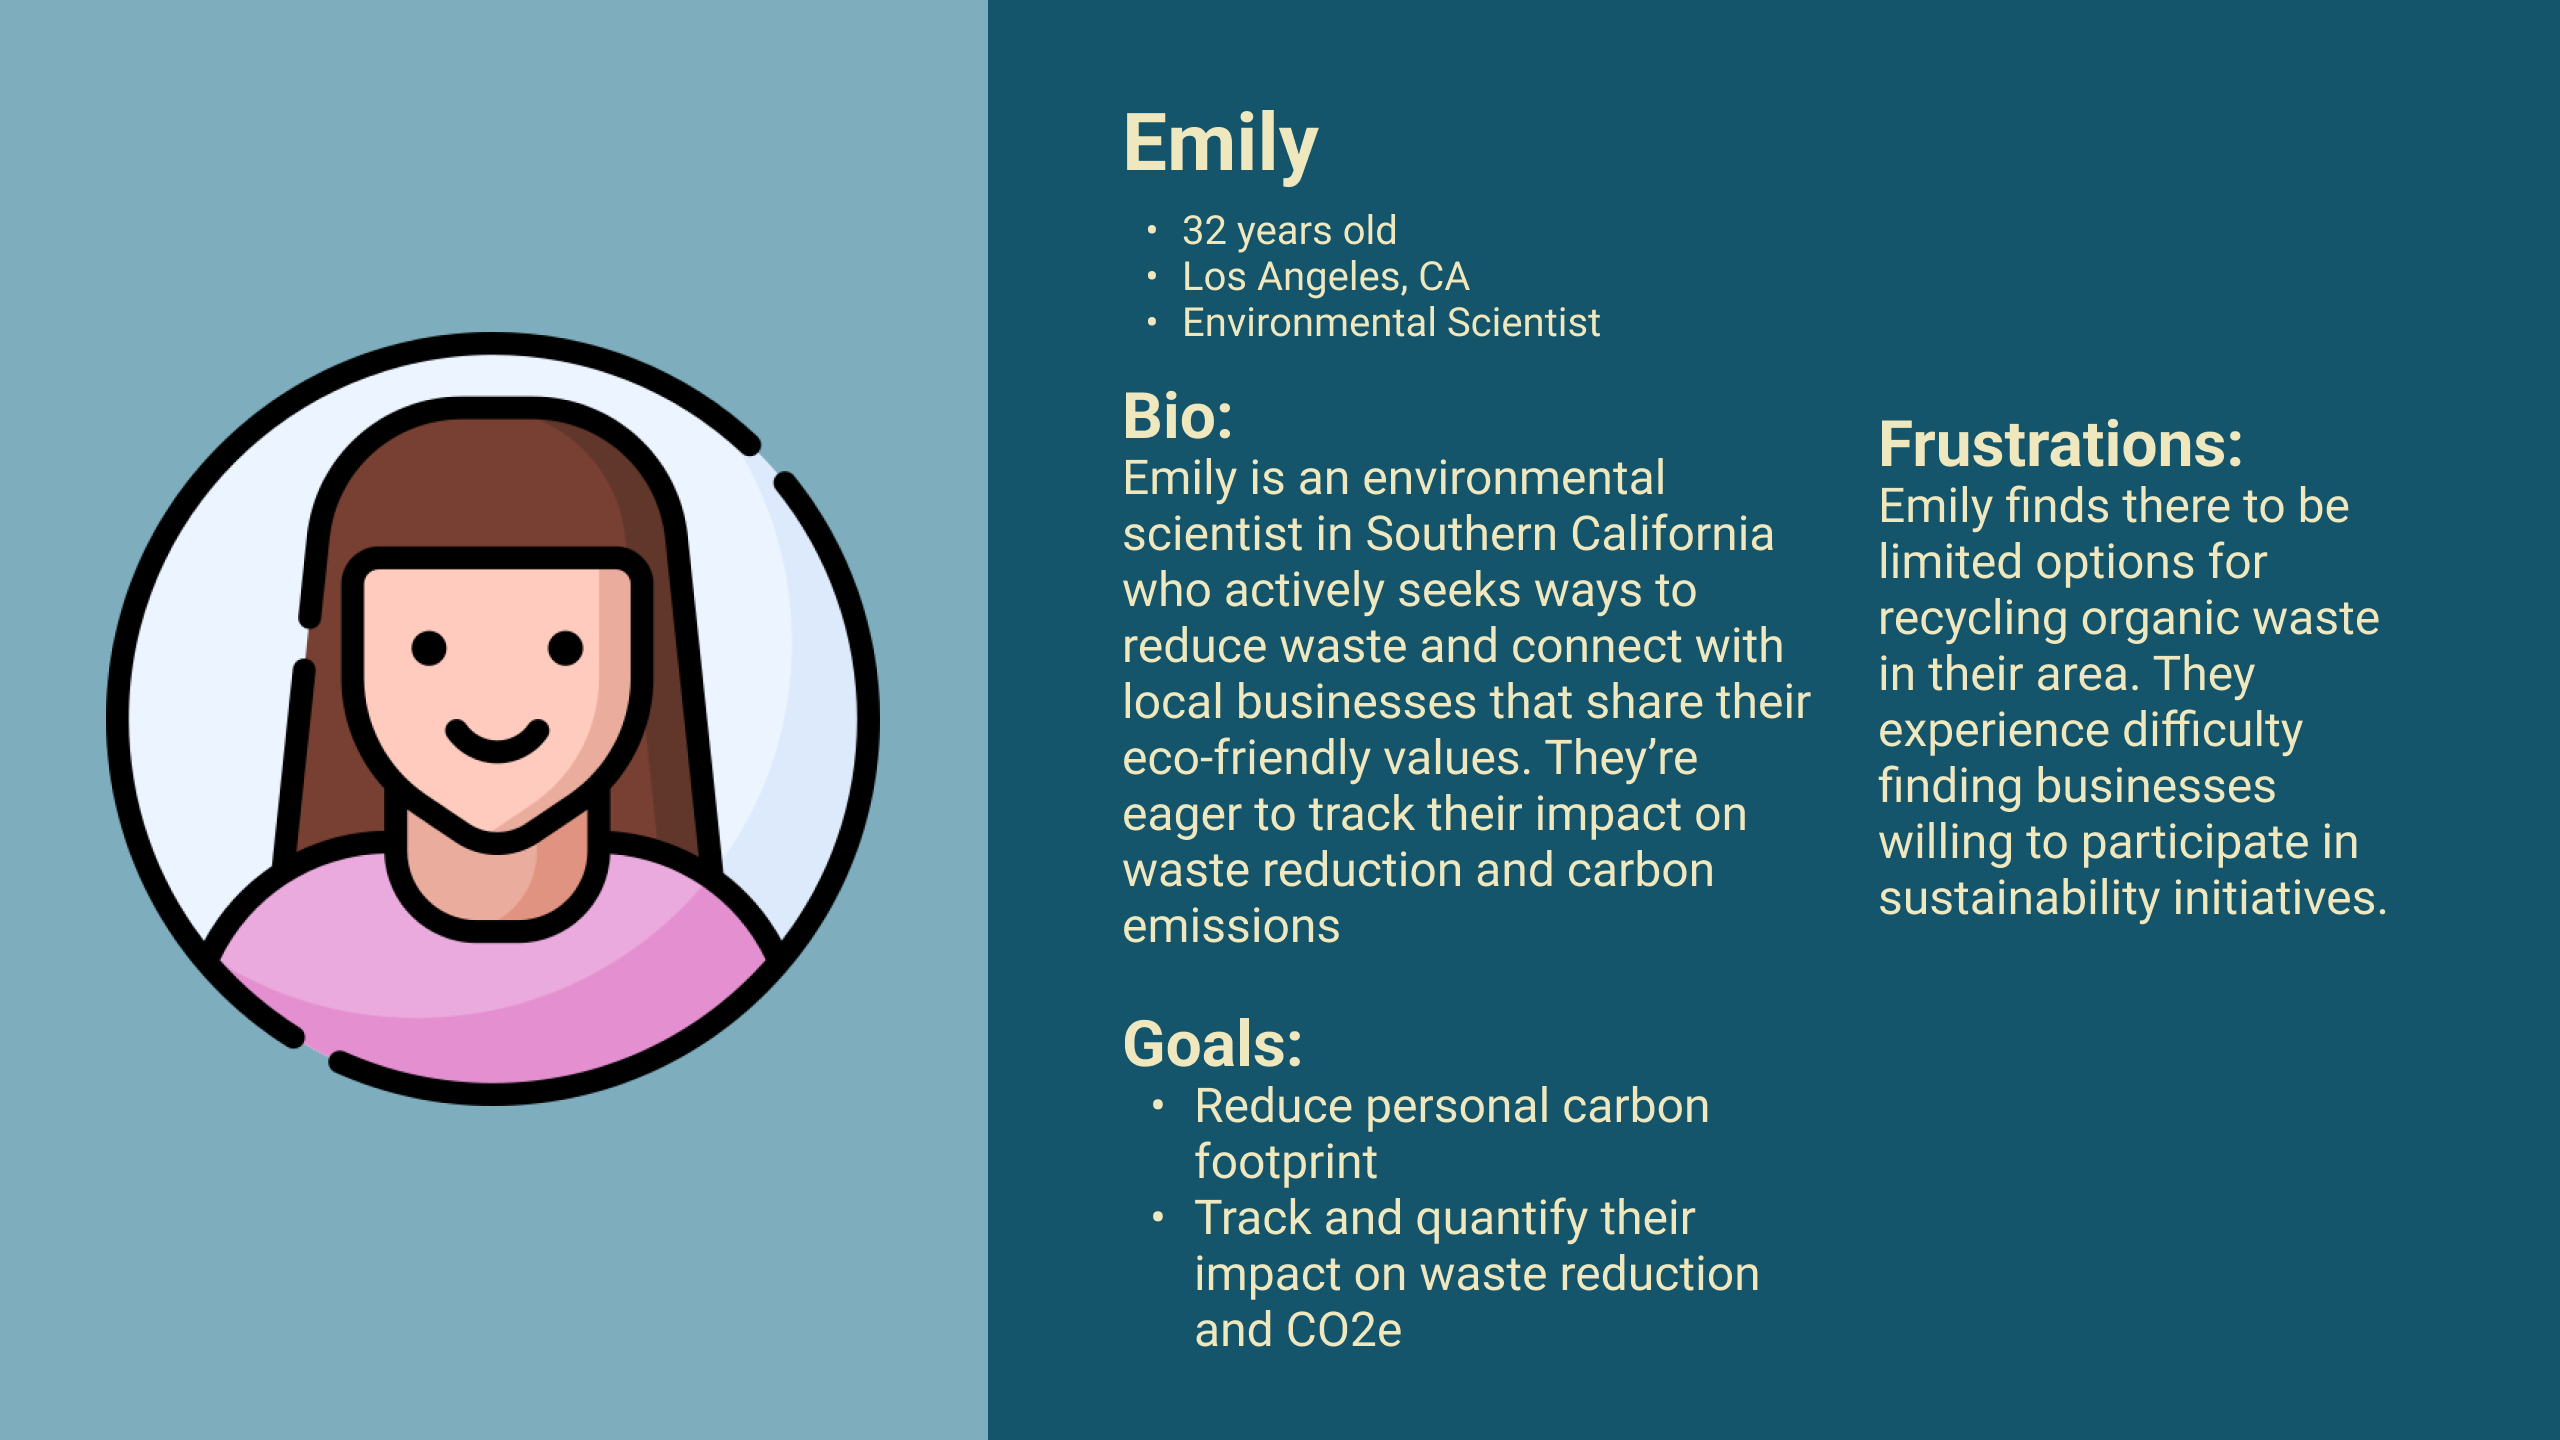 Emily
• 32 years old
• Los Angeles, CA
• Environmental Scientist
Bio:
Emily is an environmental
scientist in Southern California
who actively seeks ways to
reduce waste and connect with
local businesses that share their
eco-friendly values. They’re
eager to track their impact on
waste reduction and carbon
emissions
Goals:
• Reduce personal carbon
footprint
• Track and quantify their
impact on waste reduction
and CO2e
Frustrations:
Emily finds there to be
limited options for
recycling organic waste
in their area. They
experience difficulty
finding businesses
willing to participate in
sustainability initiatives.